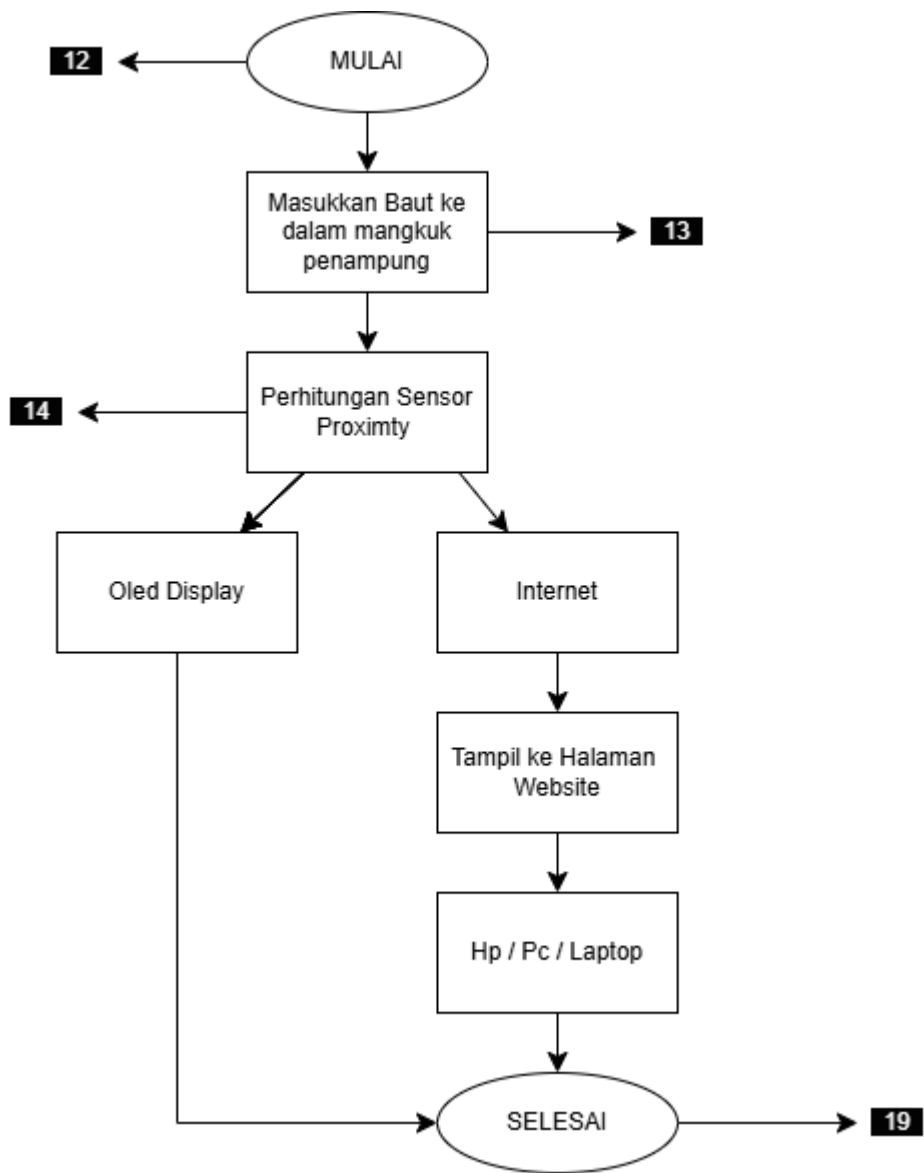 12
MULAI
Masukkan Baut ke
dalam mangkuk
penampung
13
14
Perhitungan Sensor
Proximty
Oled Display
Internet
Tampil ke Halaman
Website
Hp / Pc / Laptop
SELESAI
19